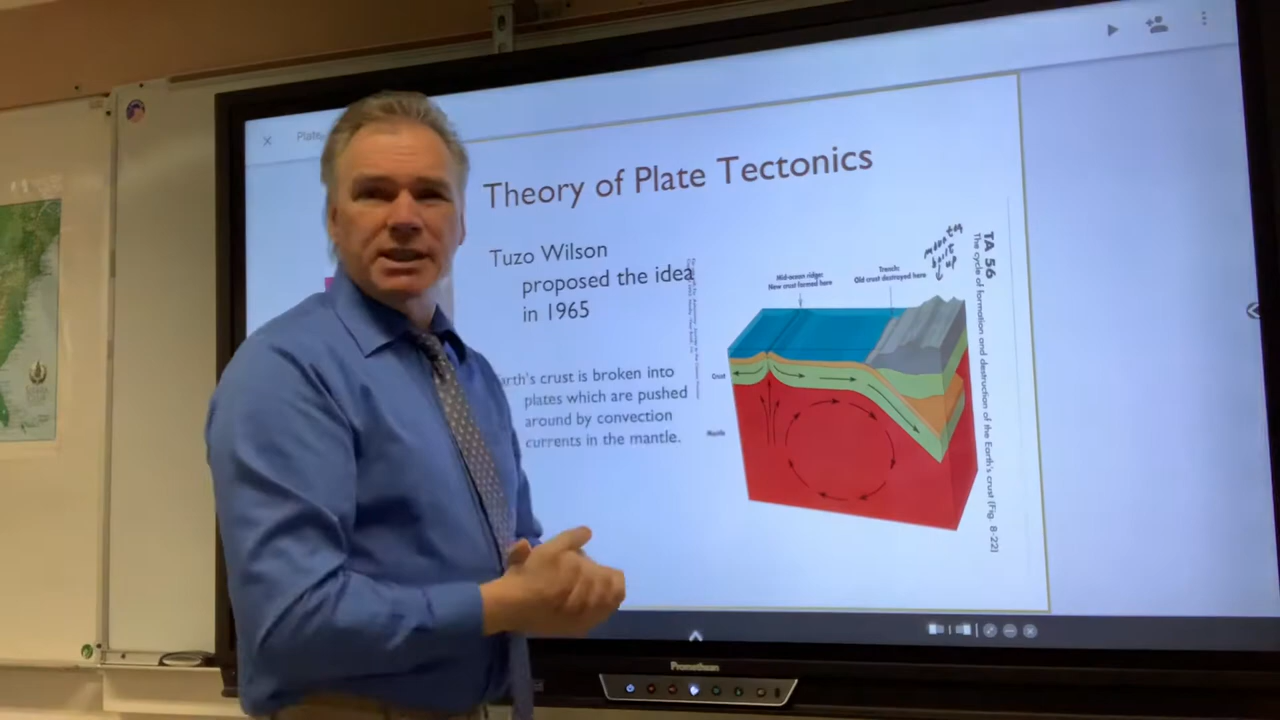 Plate
Theory of Plate Tectonics
Tuzo Wilson
proposed the idea
in 1965
arth's crust is broken into
plates which are pushed
around by convection
currents in the mantle.
Mid-ocean ridge:
New crust formed here
Trench:
Old crust destroyed here
Crust
Mantle
TA 56
The cycle of formation and destruction of the Earth's crust (Fig. 8-22)
Promethean